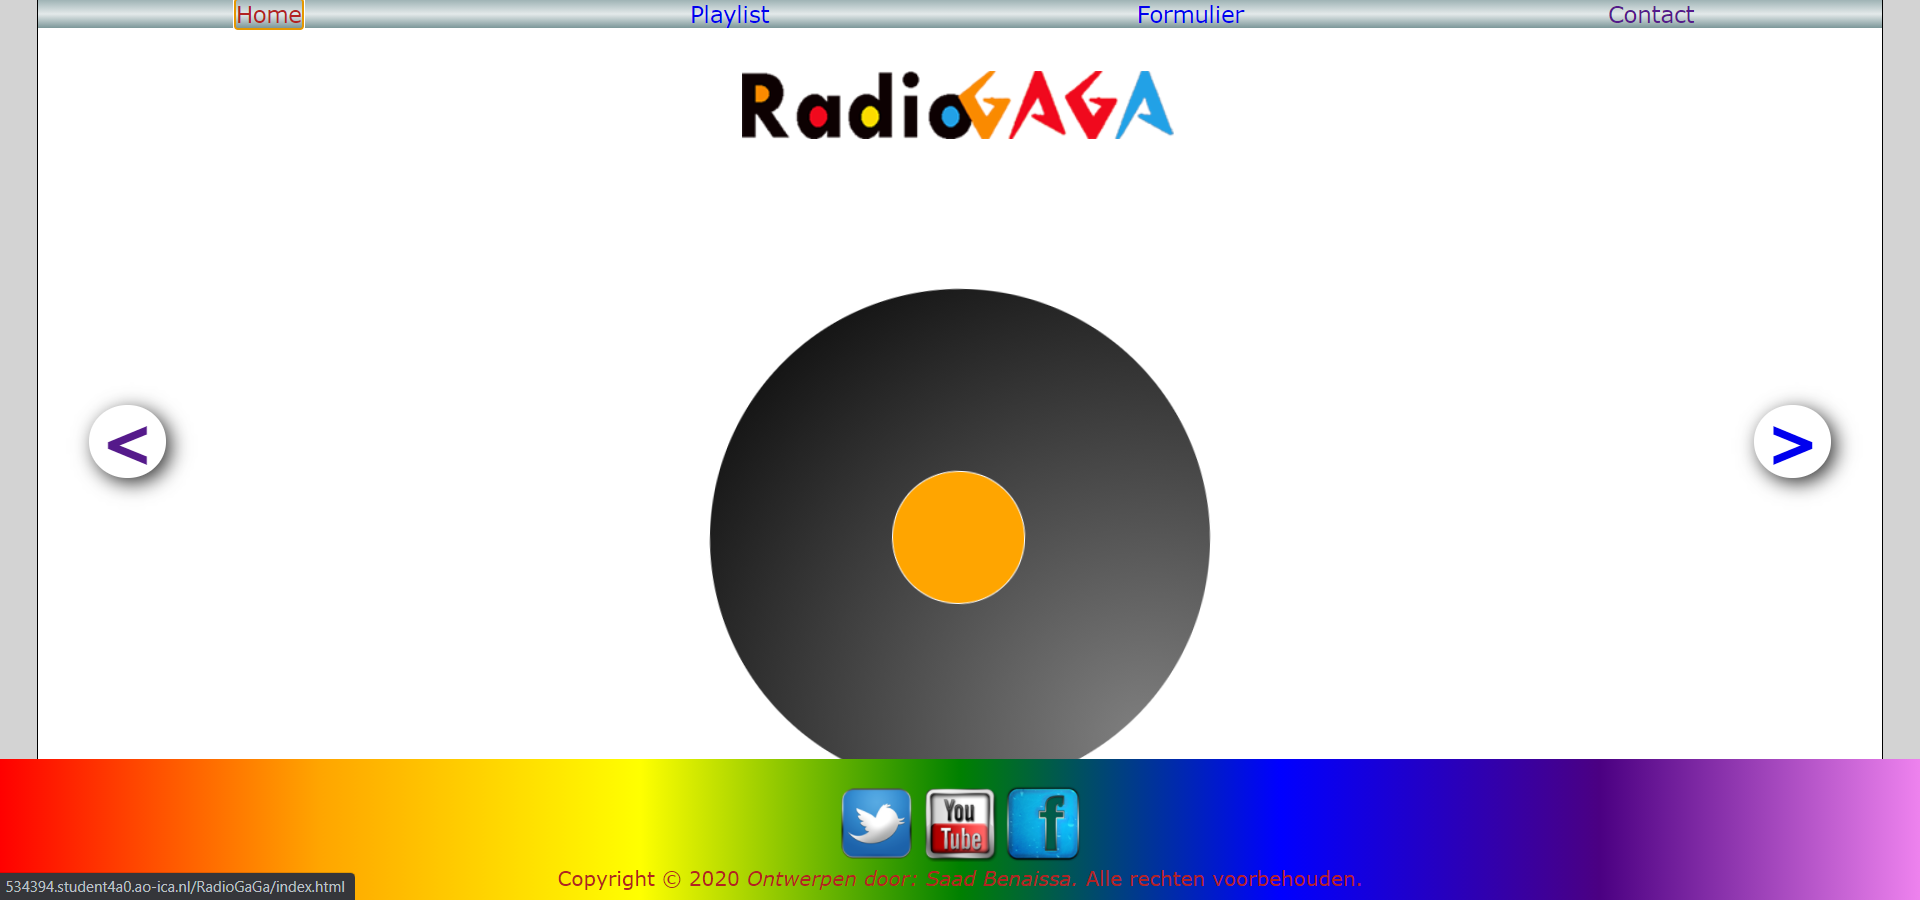 Home Playlist Formulier Contact
RadioGAGA
< >
You
Tube
f
Copyright © 2020 Ontwerpen door: Saad Benaissa. Alle rechten voorbehouden.
534394.student4a0.ao-ica.nl/RadioGaGa/index.html